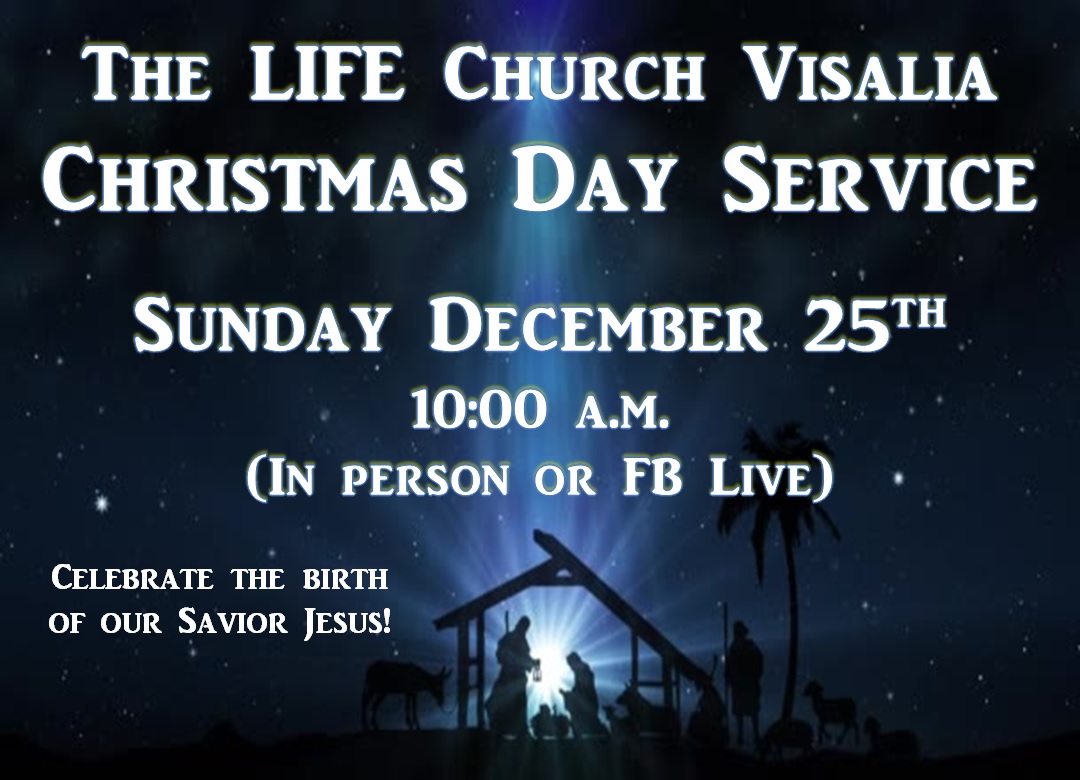 The LIFE Church Visalia
Christmas Day Service
Sunday December 25th
10:00 a.m.
(In person or FB Live)
Celebrate the birth
of our Savior Jesus!